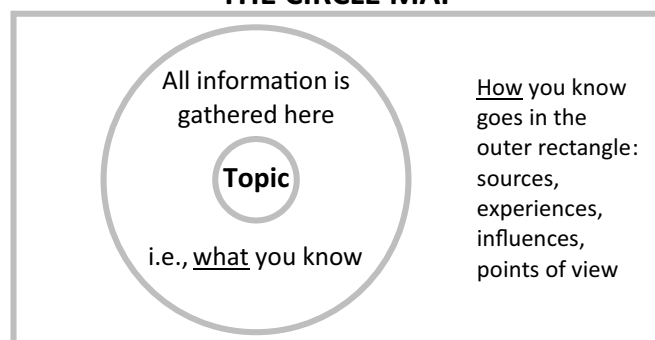 THE CIRCLE MAP
All information is
gathered here
Topic
i.e., what you know
How you know
goes in the
outer rectangle:
sources,
experiences,
influences,
points of view